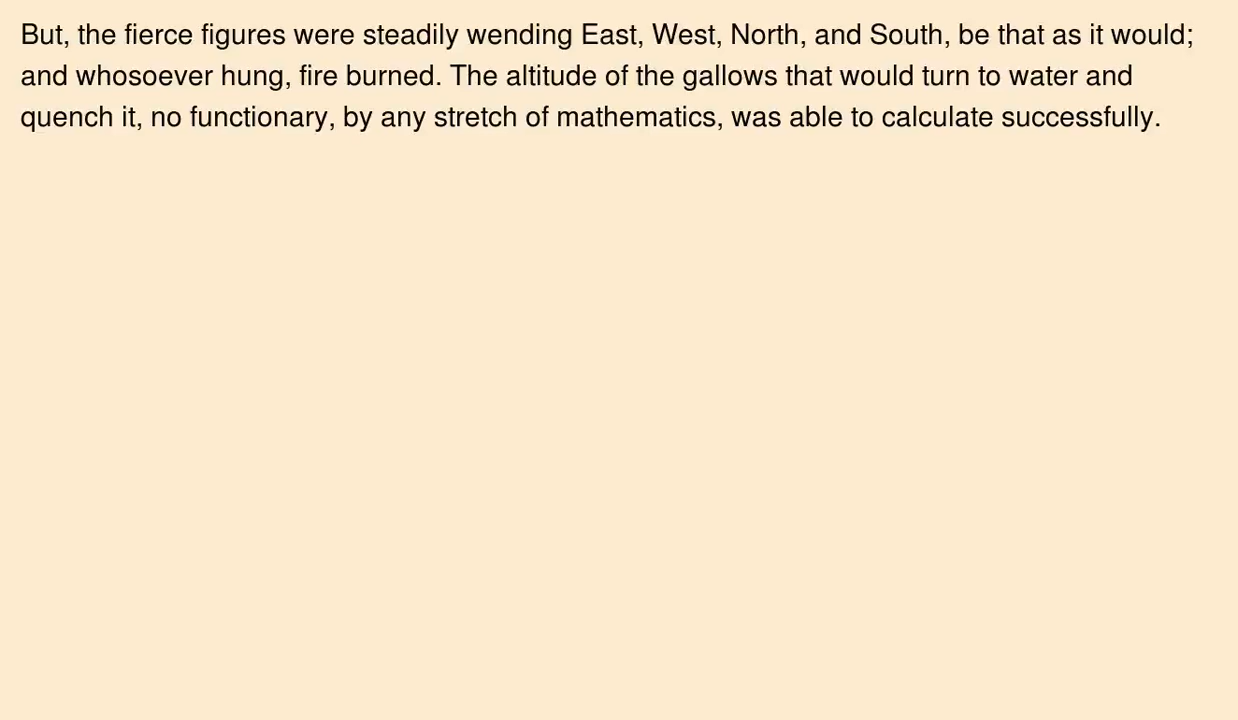 But, the fierce figures were steadily wending East, West, North, and South, be that as it would;
and whosoever hung, fire burned. The altitude of the gallows that would turn to water and
quench it, no functionary, by any stretch of mathematics, was able to calculate successfully.